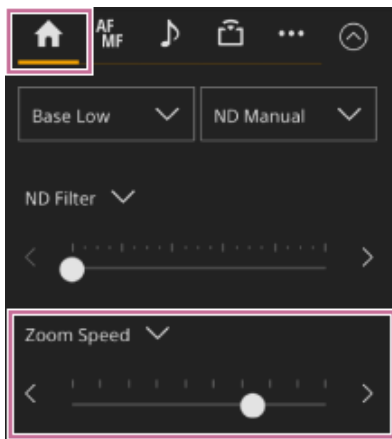 AF
MF
Base Low
ND Manual
ND Filter
Zoom Speed